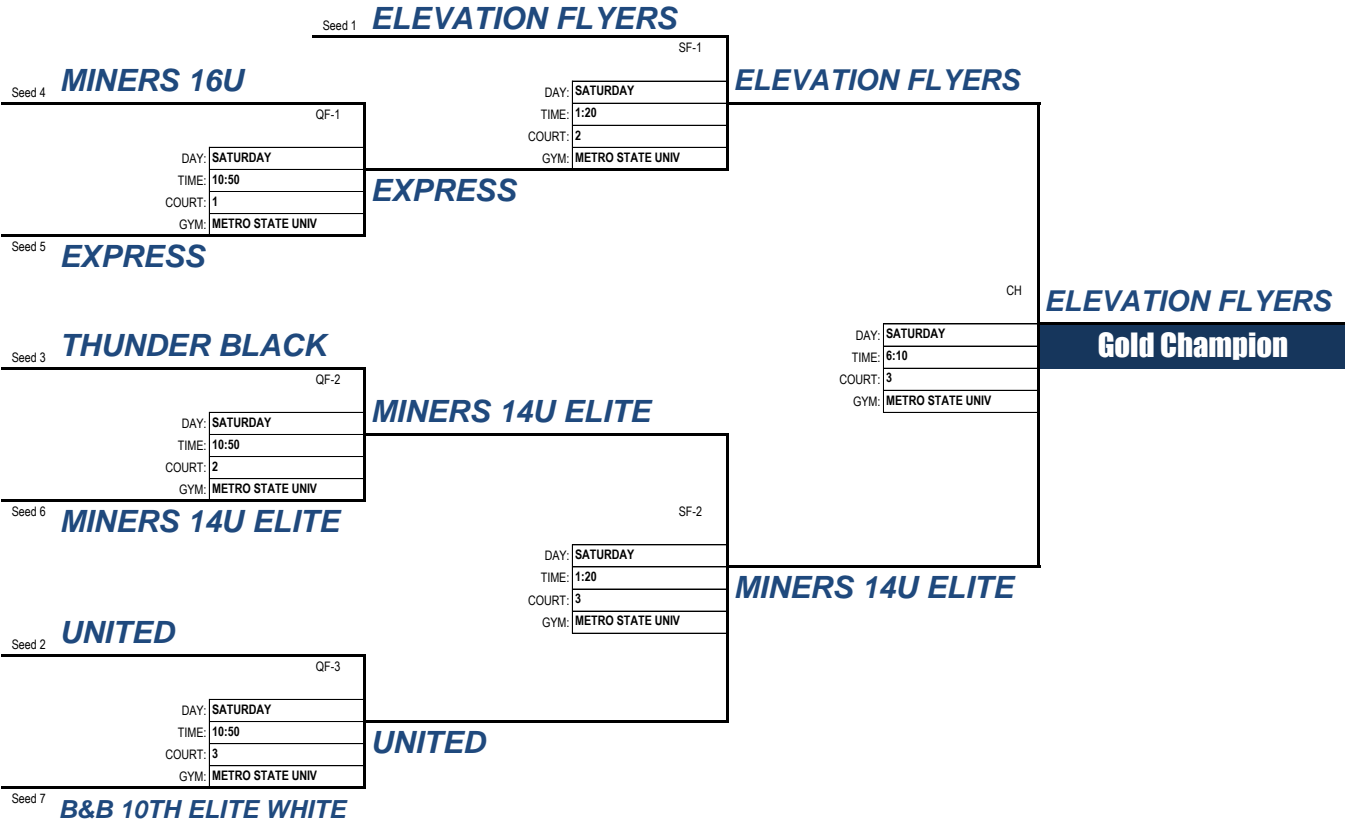 Seed 1 ELEVATION FLYERS
SF-1
Seed 4 MINERS 16U
DAY: SATURDAY
TIME: 1:20
COURT: 2
GYM: METRO STATE UNIV
ELEVATION FLYERS
QF-1
DAY: SATURDAY
TIME: 10:50
COURT: 1
GYM: METRO STATE UNIV
EXPRESS
Seed 5 EXPRESS
CH
ELEVATION FLYERS
Gold Champion
DAY: SATURDAY
TIME: 6:10
COURT: 3
GYM: METRO STATE UNIV
Seed 3 THUNDER BLACK
QF-2
DAY: SATURDAY
TIME: 10:50
COURT: 2
GYM: METRO STATE UNIV
MINERS 14U ELITE
Seed 6 MINERS 14U ELITE
SF-2
DAY: SATURDAY
TIME: 1:20
COURT: 3
GYM: METRO STATE UNIV
MINERS 14U ELITE
Seed 2 UNITED
QF-3
DAY: SATURDAY
TIME: 10:50
COURT: 3
GYM: METRO STATE UNIV
UNITED
Seed 7 B&B 10TH ELITE WHITE